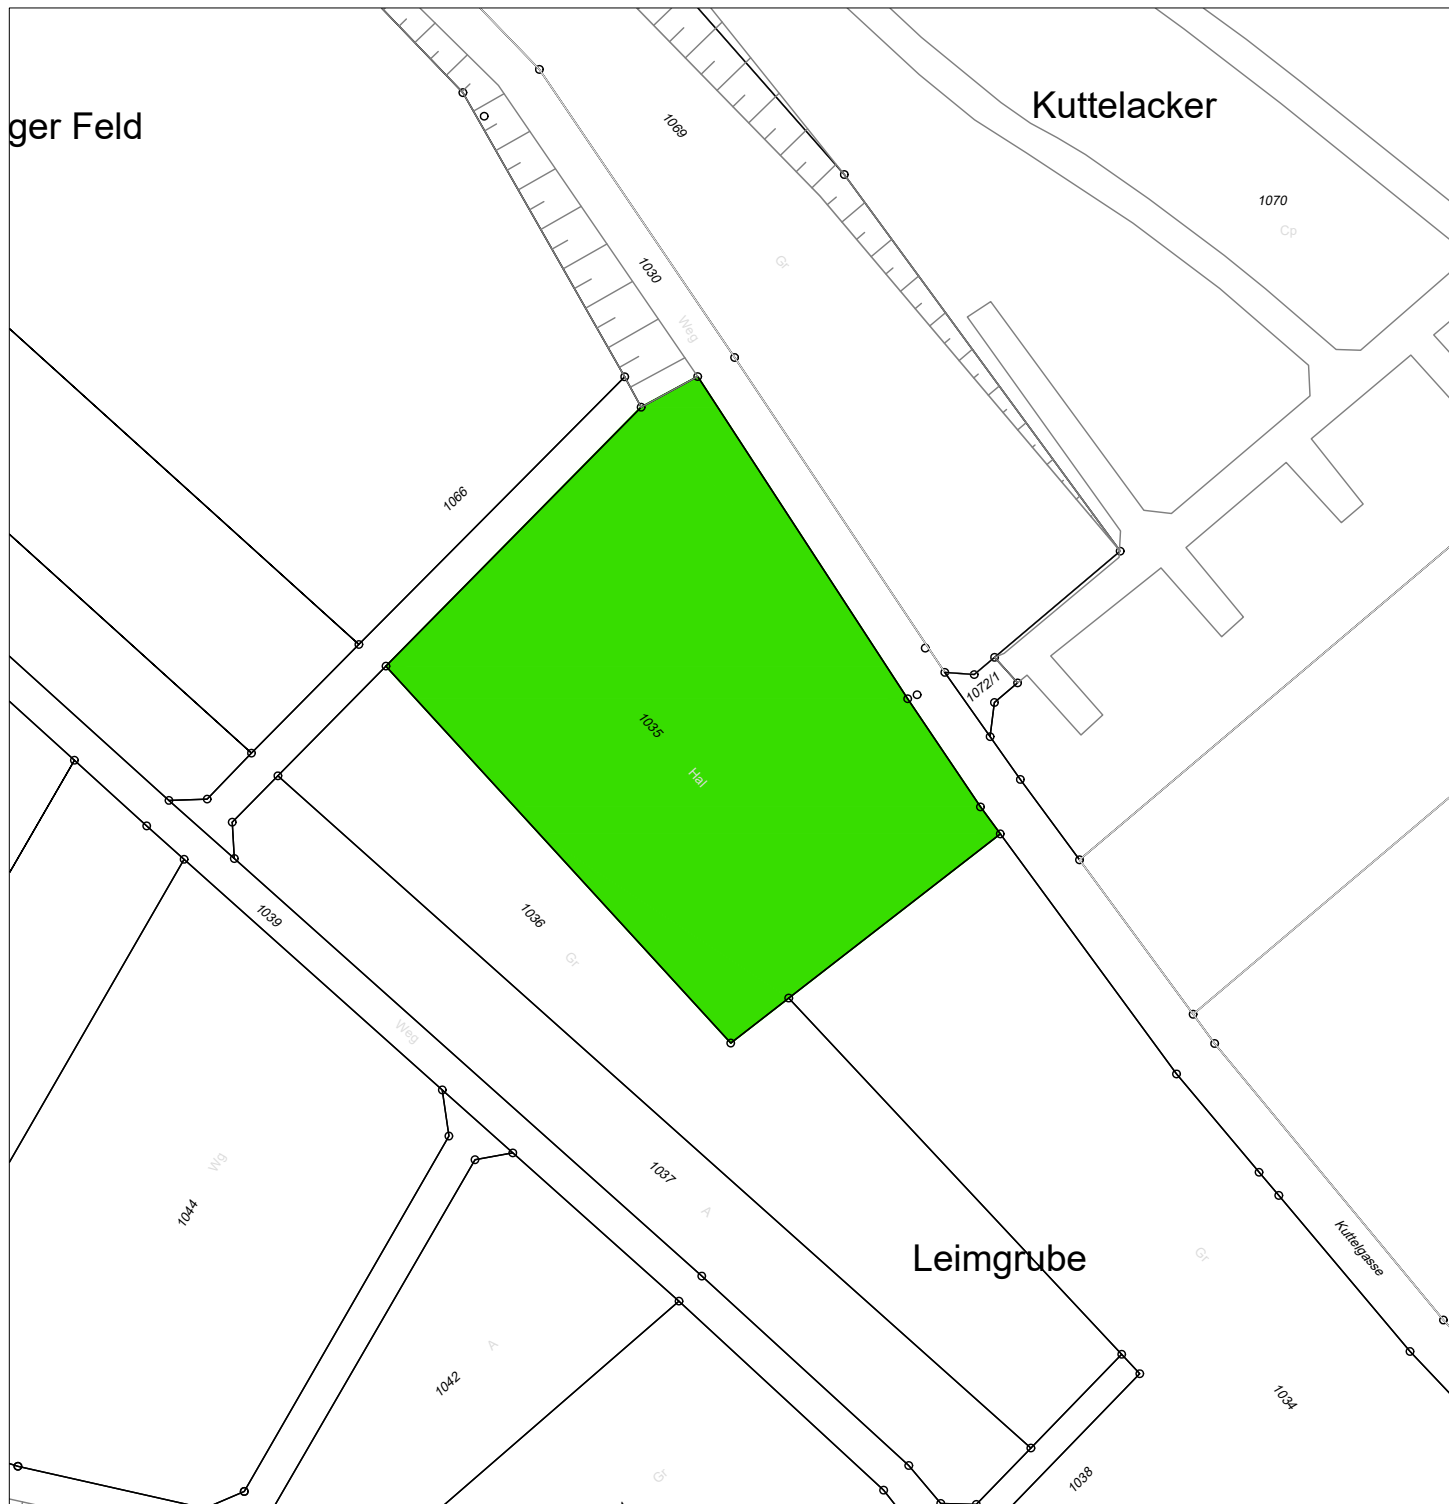 Kuttelacker
ger Feld
1069
1070
Cp
Gr
1030
Weg
1066
1072/1
1035
Hal
1036
Gr
1039
Weg
Wg
1044
1037
A
Leimgrube
Gr
Kuttelgasse
A
1042
1034
Gr
1038